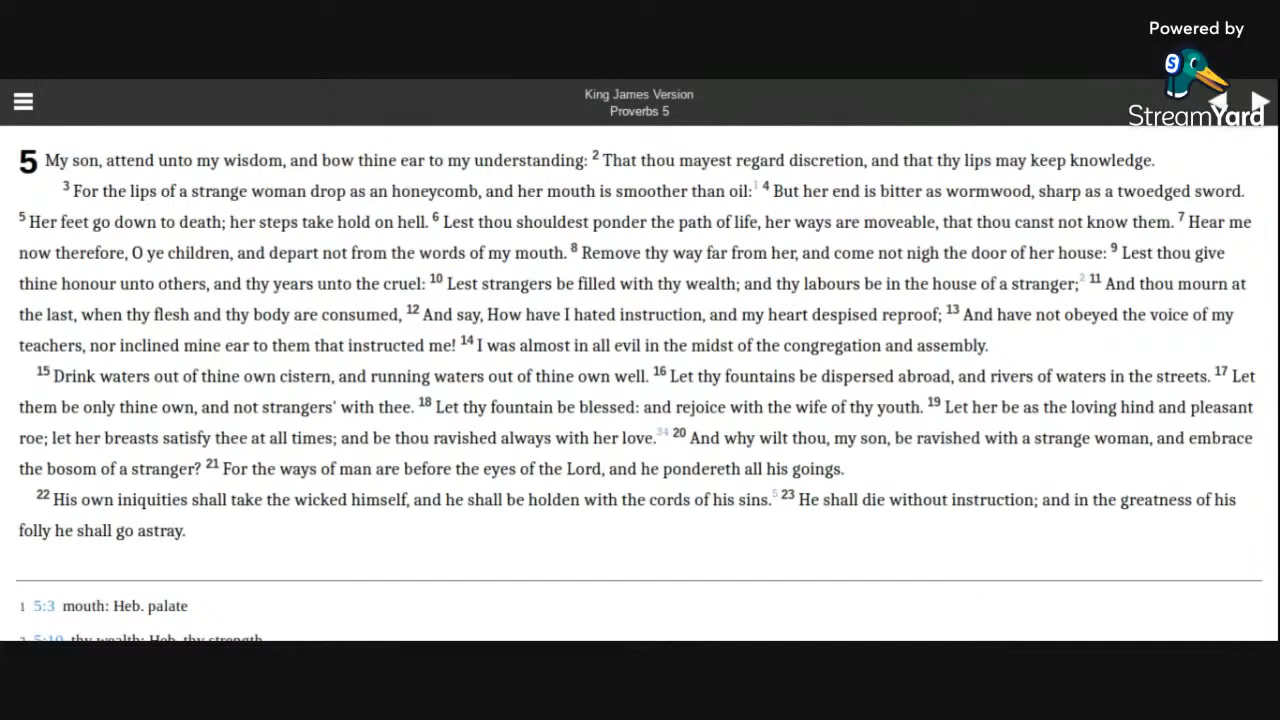 Powered by
StreamYard
King James Version
Proverbs 5
5 My son, attend unto my wisdom, and bow thine ear to my understanding: 2 That thou mayest regard discretion, and that thy lips may keep knowledge.
3 For the lips of a strange woman drop as an honeycomb, and her mouth is smoother than oil:1 4 But her end is bitter as wormwood, sharp as a twoedged sword.
5 Her feet go down to death; her steps take hold on hell. 6 Lest thou shouldest ponder the path of life, her ways are moveable, that thou canst not know them. 7 Hear me
now therefore, O ye children, and depart not from the words of my mouth. 8 Remove thy way far from her, and come not nigh the door of her house: 9 Lest thou give
thine honour unto others, and thy years unto the cruel: 10 Lest strangers be filled with thy wealth; and thy labours be in the house of a stranger;2 11 And thou mourn at
the last, when thy flesh and thy body are consumed, 12 And say, How have I hated instruction, and my heart despised reproof; 13 And have not obeyed the voice of my
teachers, nor inclined mine ear to them that instructed me! 14 I was almost in all evil in the midst of the congregation and assembly.
15 Drink waters out of thine own cistern, and running waters out of thine own well. 16 Let thy fountains be dispersed abroad, and rivers of waters in the streets. 17 Let
them be only thine own, and not strangers' with thee. 18 Let thy fountain be blessed: and rejoice with the wife of thy youth. 19 Let her be as the loving hind and pleasant
roe; let her breasts satisfy thee at all times; and be thou ravished always with her love.34 20 And why wilt thou, my son, be ravished with a strange woman, and embrace
the bosom of a stranger? 21 For the ways of man are before the eyes of the Lord, and he pondereth all his goings.
22 His own iniquities shall take the wicked himself, and he shall be holden with the cords of his sins.5 23 He shall die without instruction; and in the greatness of his
folly he shall go astray.
1 5:3 mouth: Heb. palate
2 5:10 thy wealth: Heb. thy strength